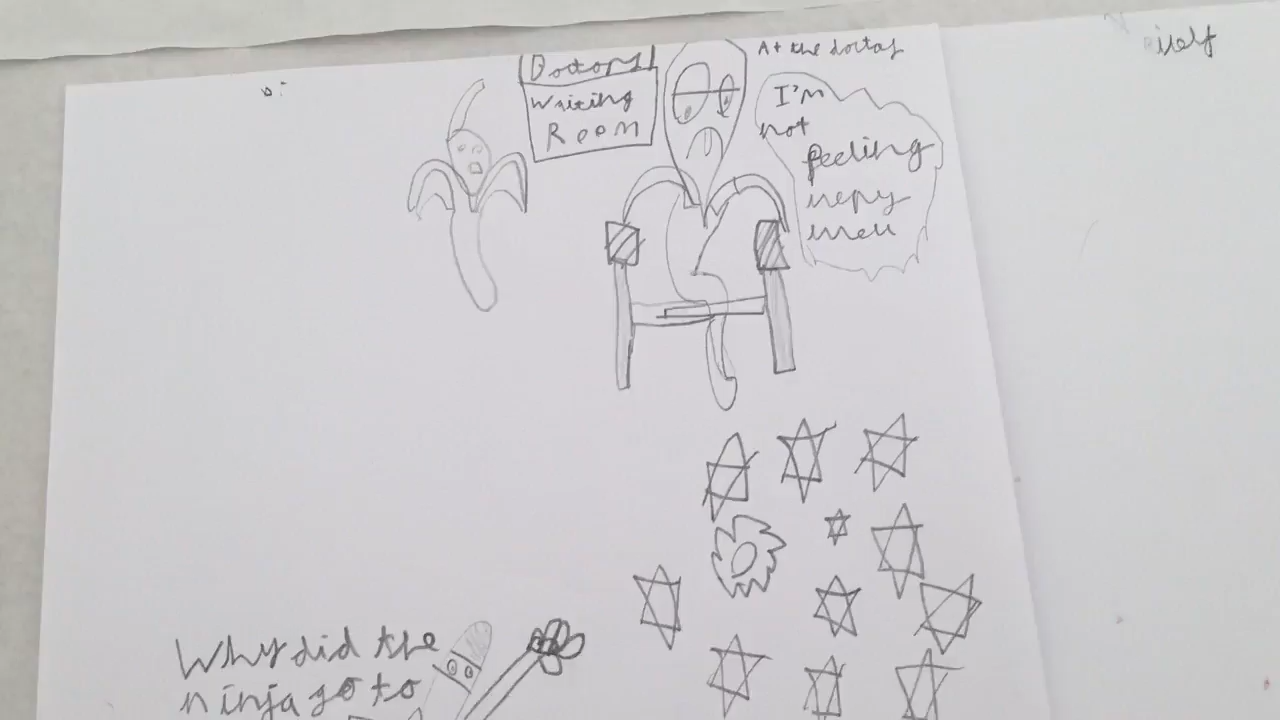 Doctors
Waiting
Room
At the doctors
I'm
not
feeling
very
well
Why did the
ninja go to